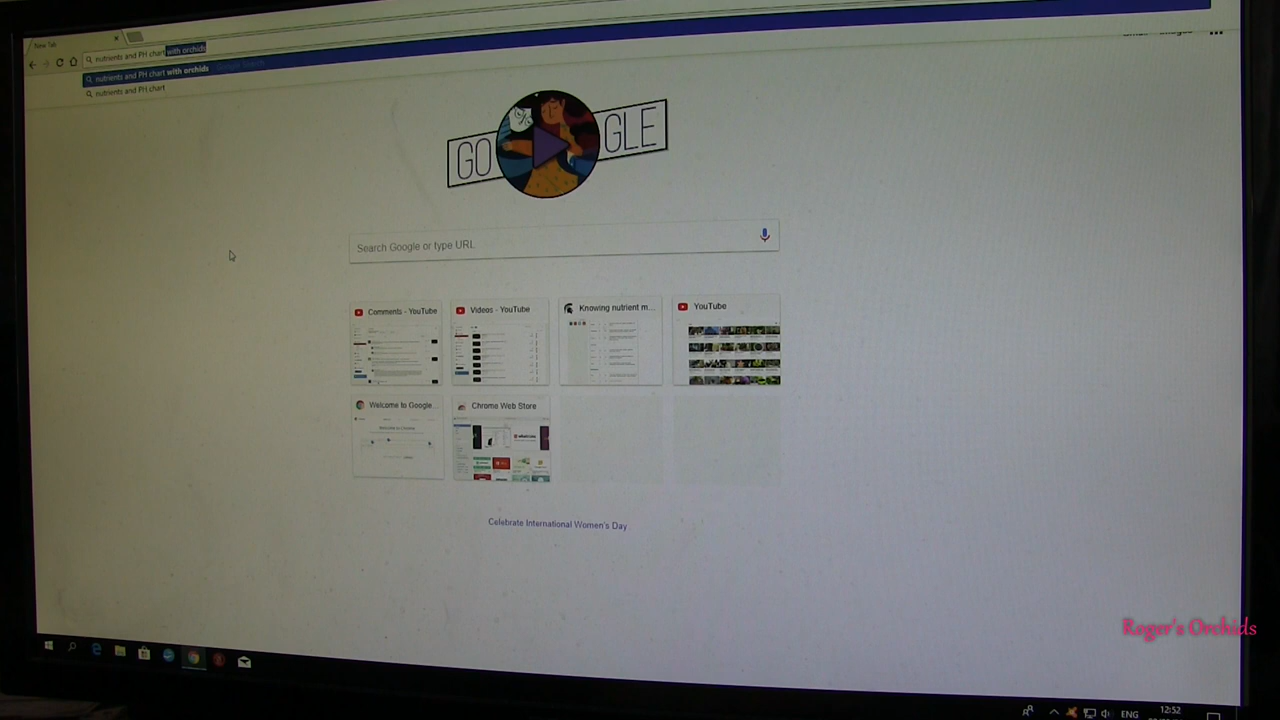 New Tab
nutrients and PH chart with orchids
nutrients and PH chart with orchids - Google Search
nutrients and PH chart
GO GLE
Search Google or type URL
Comments - YouTube
Videos - YouTube
Knowing nutrient m...
YouTube
Welcome to Google...
Chrome Web Store
Celebrate International Women's Day
Roger's Orchids
ENG
12:52